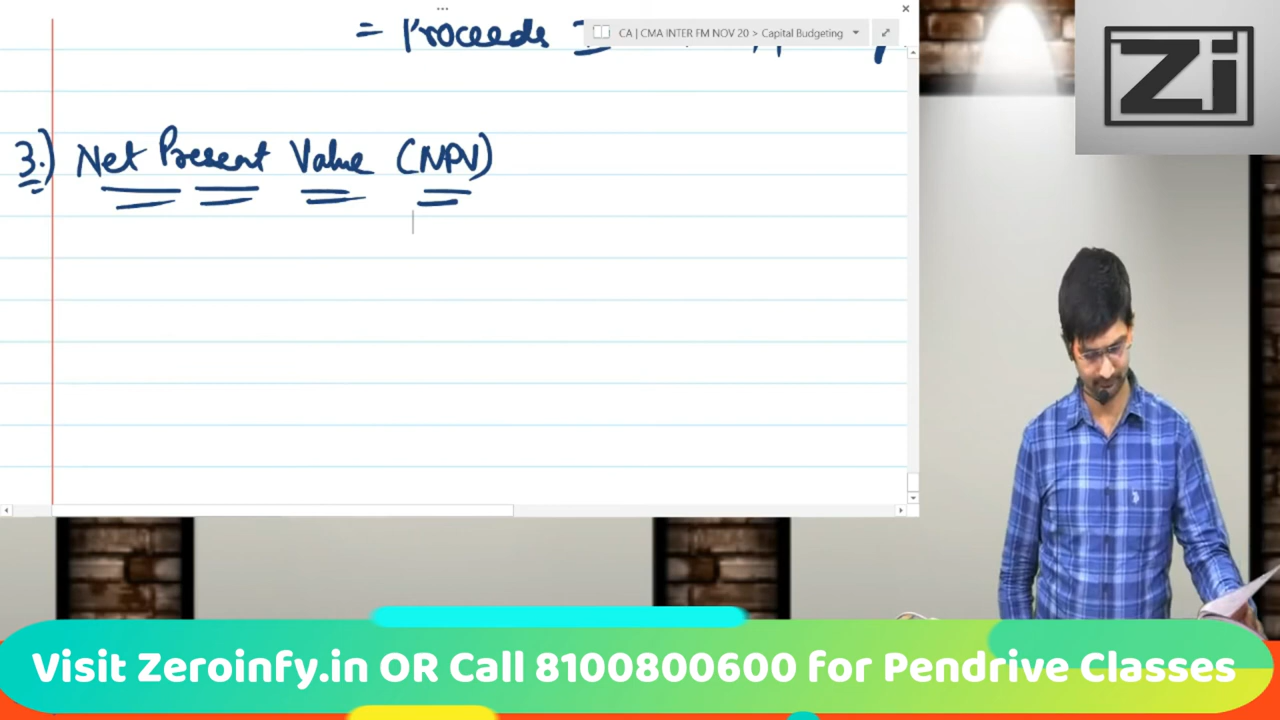 = Proceeds
CA | CMA INTER FM NOV 20 > Capital Budgeting
Zi
3.) Net Present Value (NPV)
Visit Zeroinfy.in OR Call 8100800600 for Pendrive Classes